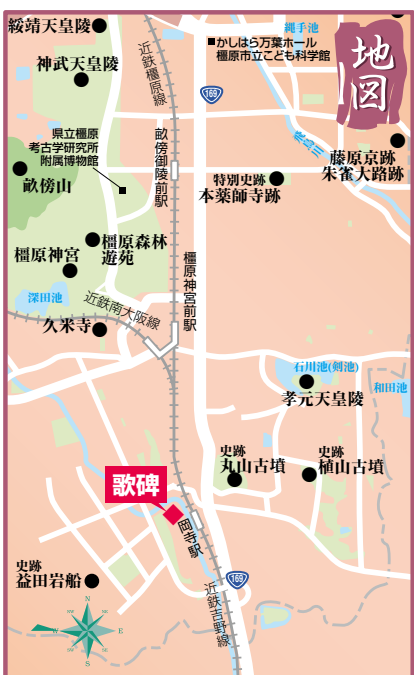 地図
綏靖天皇陵
神武天皇陵
近鉄橿原線
縄手池
かしはら万葉ホール
橿原市立こども科学館
169
飛鳥川
藤原京跡
朱雀大路跡
県立橿原
考古学研究所
附属博物館
畝傍御陵前駅
畝傍山
特別史跡
本薬師寺跡
橿原森林
遊苑
橿原神宮
橿原神宮前駅
深田池
近鉄南大阪線
久米寺
石川池(剣池)
孝元天皇陵
和田池
史跡
丸山古墳
史跡
植山古墳
歌碑
岡寺駅
史跡
益田岩船
169
近鉄吉野線
N
NE
E
SE
S
SW
W
NW